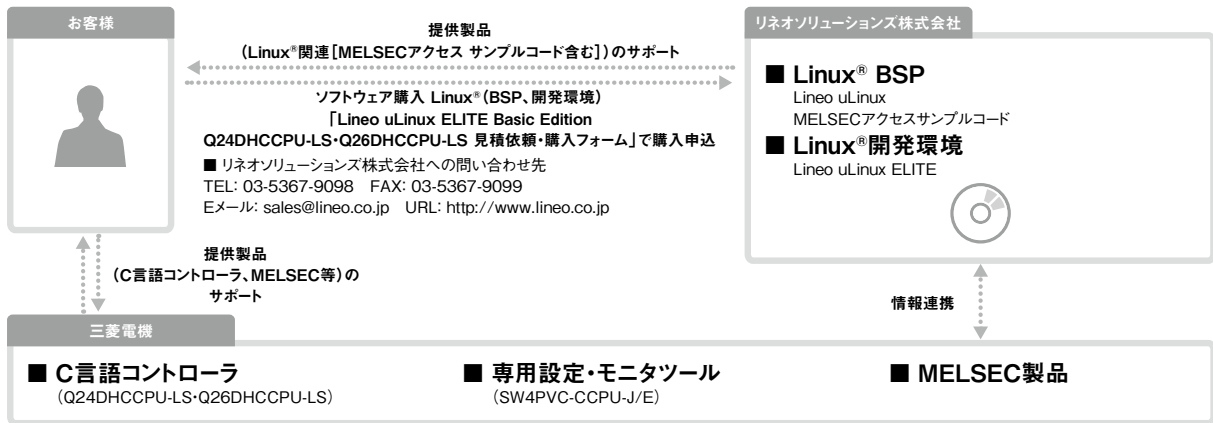 お客様
提供製品
（Linux®関連［MELSECアクセス サンプルコード含む］）のサポート
ソフトウェア購入 Linux®（BSP、開発環境）
「Lineo uLinux ELITE Basic Edition
Q24DHCCPU-LS・Q26DHCCPU-LS 見積依頼・購入フォーム」で購入申込
■ リネオソリューションズ株式会社への問い合わせ先
TEL: 03-5367-9098 FAX: 03-5367-9099
Eメール: sales@lineo.co.jp URL: http://www.lineo.co.jp
リネオソリューションズ株式会社
■ Linux® BSP
Lineo uLinux
MELSECアクセスサンプルコード
■ Linux®開発環境
Lineo uLinux ELITE
提供製品
（C言語コントローラ、MELSEC等）の
サポート
情報連携
三菱電機
■ C言語コントローラ
（Q24DHCCPU-LS・Q26DHCCPU-LS）
■ 専用設定・モニタツール
（SW4PVC-CCPU-J/E）
■ MELSEC製品